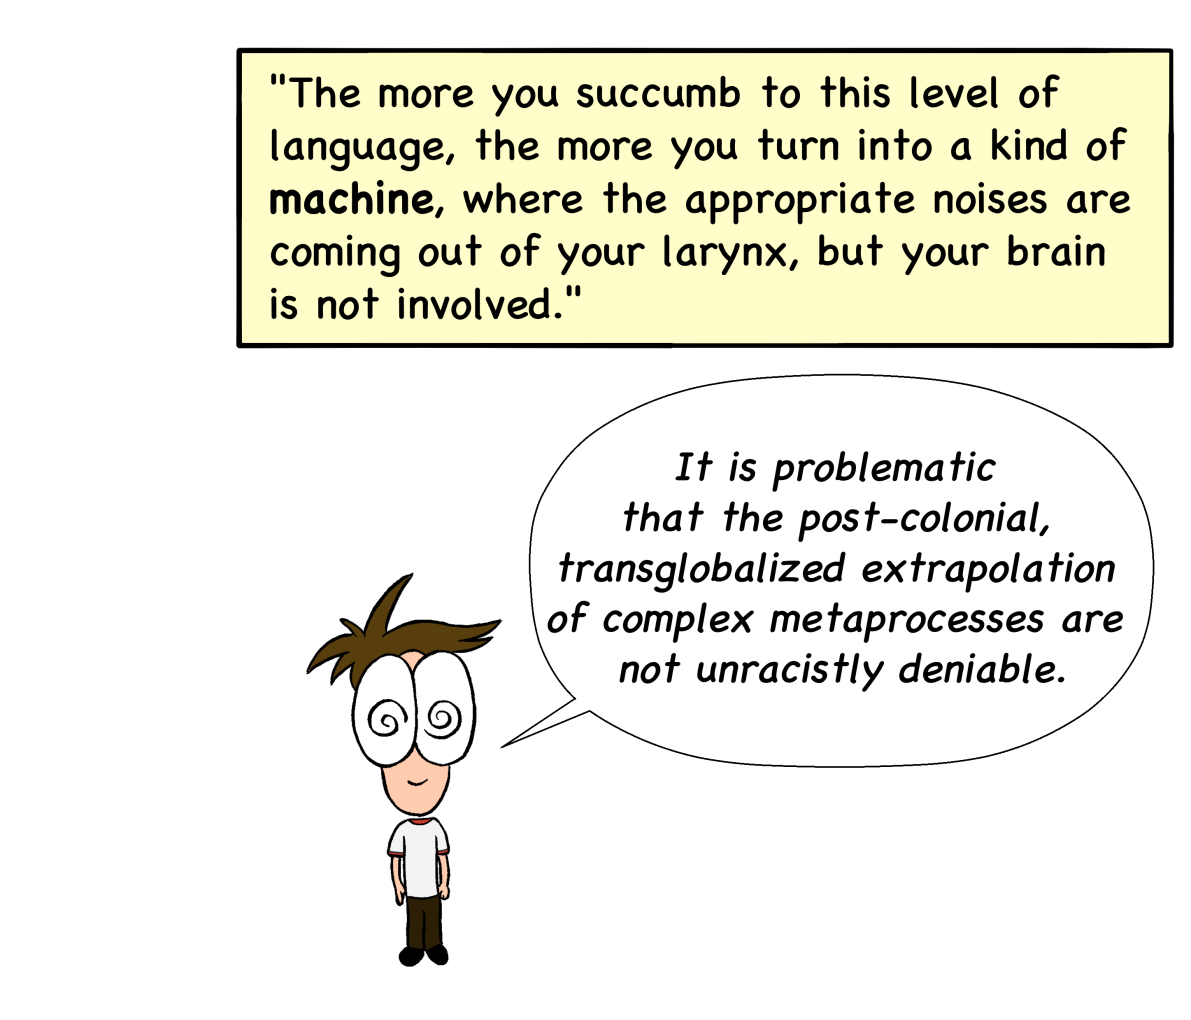 "The more you succumb to this level of
language, the more you turn into a kind of
machine, where the appropriate noises are
coming out of your larynx, but your brain
is not involved."
It is problematic
that the post-colonial,
transglobalized extrapolation
of complex metaprocesses are
not unracistly deniable.